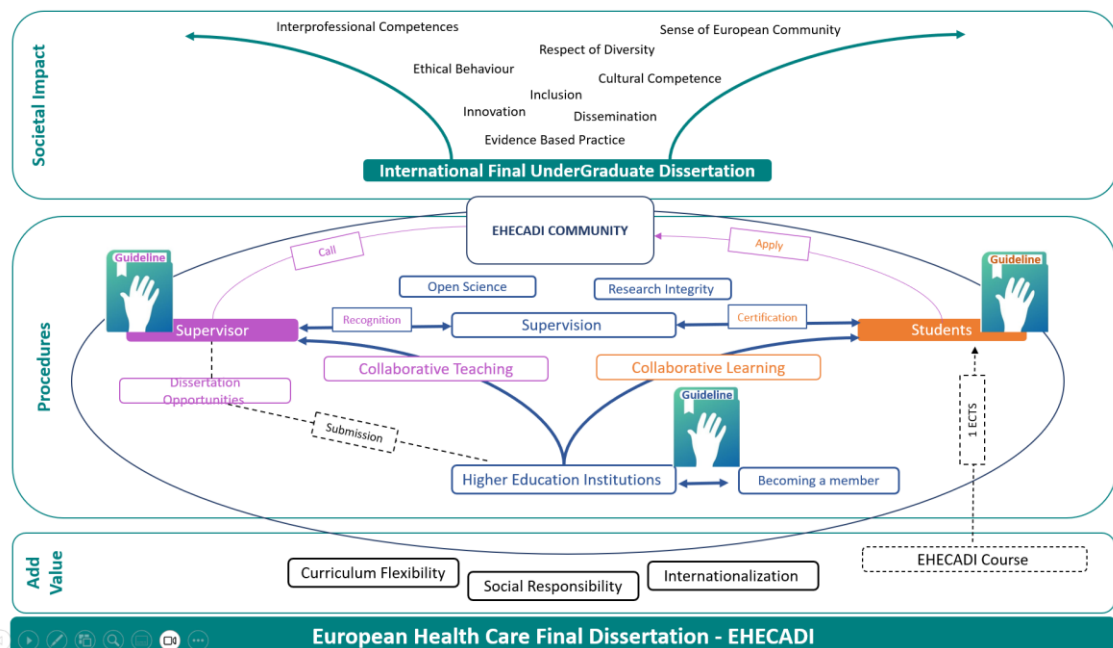 Societal Impact
Interprofessional Competences
Sense of European Community
Respect of Diversity
Ethical Behaviour
Cultural Competence
Inclusion
Innovation
Dissemination
Evidence Based Practice
International Final UnderGraduate Dissertation
Procedures
EHECADI COMMUNITY
Call
Apply
Guideline
Guideline
Open Science
Research Integrity
Supervisor
Recognition
Supervision
Certification
Students
Collaborative Teaching
Collaborative Learning
Dissertation
Opportunities
Submission
Guideline
1 ECTS
Higher Education Institutions
Becoming a member
Add
Value
EHECADI Course
Curriculum Flexibility
Social Responsibility
Internationalization
European Health Care Final Dissertation - EHECADI